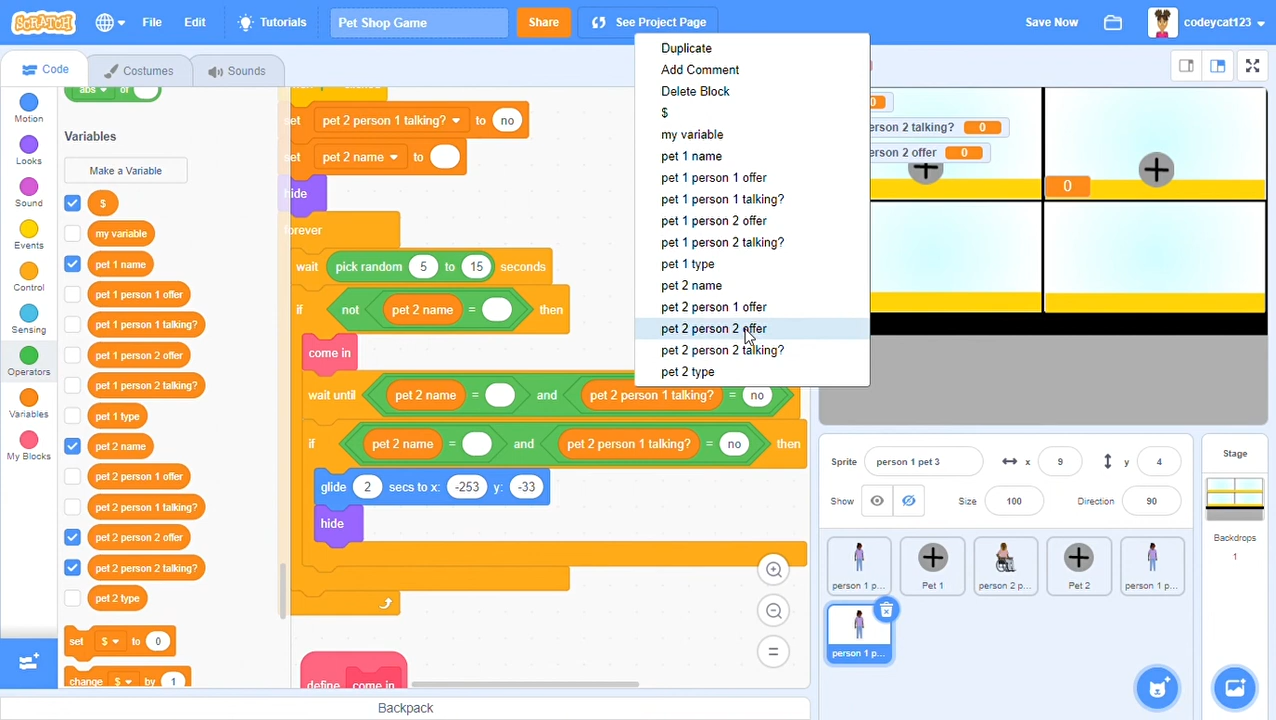 SCRATCH
File
Edit
Tutorials
Pet Shop Game
Share
See Project Page
Save Now
codeycat123
Code
Costumes
Sounds
Motion
Looks
Sound
Events
Control
Sensing
Operators
Variables
My Blocks
abs of
Variables
Make a Variable
$
my variable
pet 1 name
pet 1 person 1 offer
pet 1 person 1 talking?
pet 1 person 2 offer
pet 1 person 2 talking?
pet 1 type
pet 2 name
pet 2 person 1 offer
pet 2 person 1 talking?
pet 2 person 2 offer
pet 2 person 2 talking?
pet 2 type
set $ to 0
change $ by 1
set pet 2 person 1 talking? to no
set pet 2 name to
hide
forever
wait pick random 5 to 15 seconds
if not pet 2 name = then
come in
wait until pet 2 name = and pet 2 person 1 talking? = no
if pet 2 name = and pet 2 person 1 talking? = no then
glide 2 secs to x: -253 y: -33
hide
define come in
Duplicate
Add Comment
Delete Block
$
my variable
pet 1 name
pet 1 person 1 offer
pet 1 person 1 talking?
pet 1 person 2 offer
pet 1 person 2 talking?
pet 1 type
pet 2 name
pet 2 person 1 offer
pet 2 person 2 offer
pet 2 person 2 talking?
pet 2 type
0
erson 2 talking? 0
erson 2 offer 0
0
Sprite person 1 pet 3 x 9 y 4
Show Size 100 Direction 90
person 1 p...
Pet 1
person 2 p...
Pet 2
person 1 p...
person 1 p...
Stage
Backdrops
1
Backpack